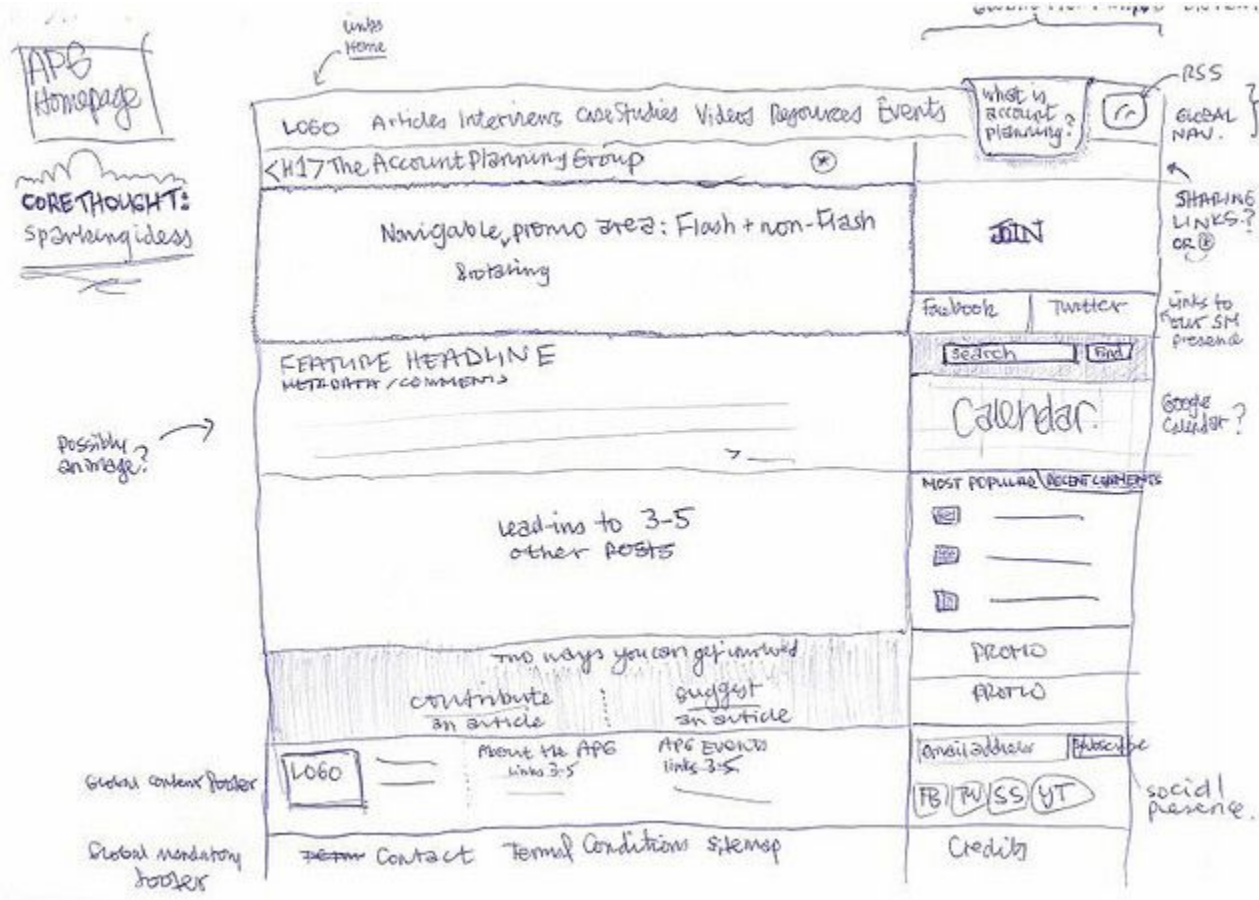 links
Home
APG
Homepage
CORE THOUGHT:
Sparking ideas
RSS
GLOBAL
NAV.
LOGO Articles Interviews Case Studies Videos Resources Events
what is
account
planning?
<H1> The Account Planning Group
SHARING
LINKS?
OR
Navigable, promo area: Flash + non-Flash
& rotating
JOIN
Facebook Twitter
Links to
our SM
presence
search Find
FEATURE HEADLINE
METADATA / COMMENTS
Calendar.
Google
Calendar?
Possibly
an image?
MOST POPULAR RECENT COMMENTS
Lead-ins to 3-5
other posts
Two ways you can get involved
contribute
an article
suggest
an article
PROMO
PROMO
Global content footer
LOGO
About the APG
links 3-5
APG EVENTS
links 3-5
email address Subscribe
FB TW SS YT
social
presence.
Global mandatory
footer
Contact Terms Conditions Sitemap
Credits